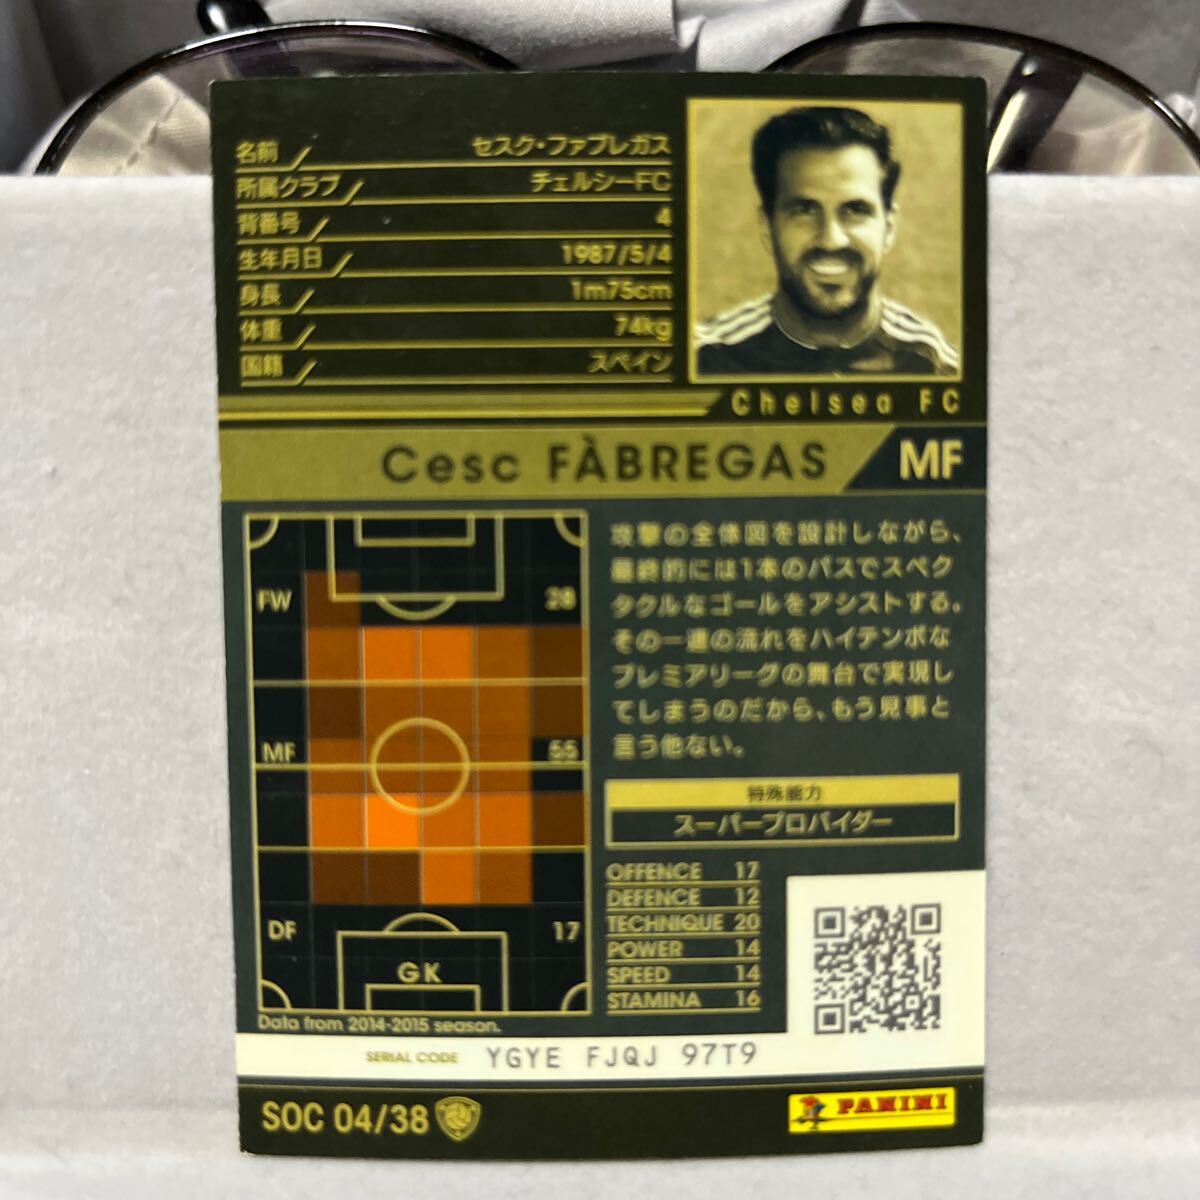 名前 セスク・ファブレガス
所属クラブ チェルシーFC
背番号 4
生年月日 1987/5/4
身長 1m75cm
体重 74kg
国籍 スペイン
Chelsea FC
Cesc FÀBREGAS MF
FW 28
MF 55
DF 17
GK
Data from 2014-2015 season.
攻撃の全体図を設計しながら、
最終的には1本のパスでスペク
タクルなゴールをアシストする。
その一連の流れをハイテンポな
プレミアリーグの舞台で実現し
てしまうのだから、もう見事と
言う他ない。
特殊能力
スーパープロバイダー
OFFENCE 17
DEFENCE 12
TECHNIQUE 20
POWER 14
SPEED 14
STAMINA 16
SERIAL CODE YGYE FJQJ 97T9
SOC 04/38
PANINI